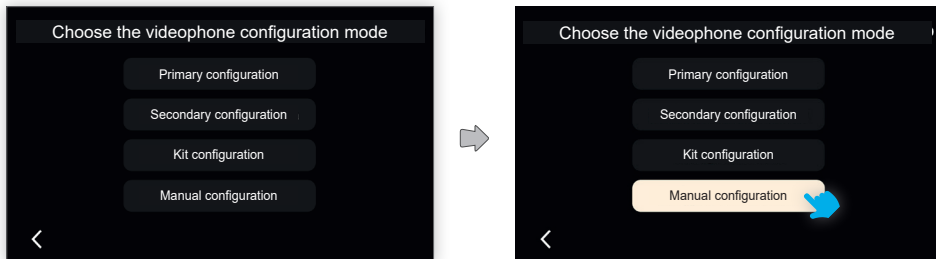 Choose the videophone configuration mode
Primary configuration
Secondary configuration
Kit configuration
Manual configuration
Choose the videophone configuration mode
Primary configuration
Secondary configuration
Kit configuration
Manual configuration